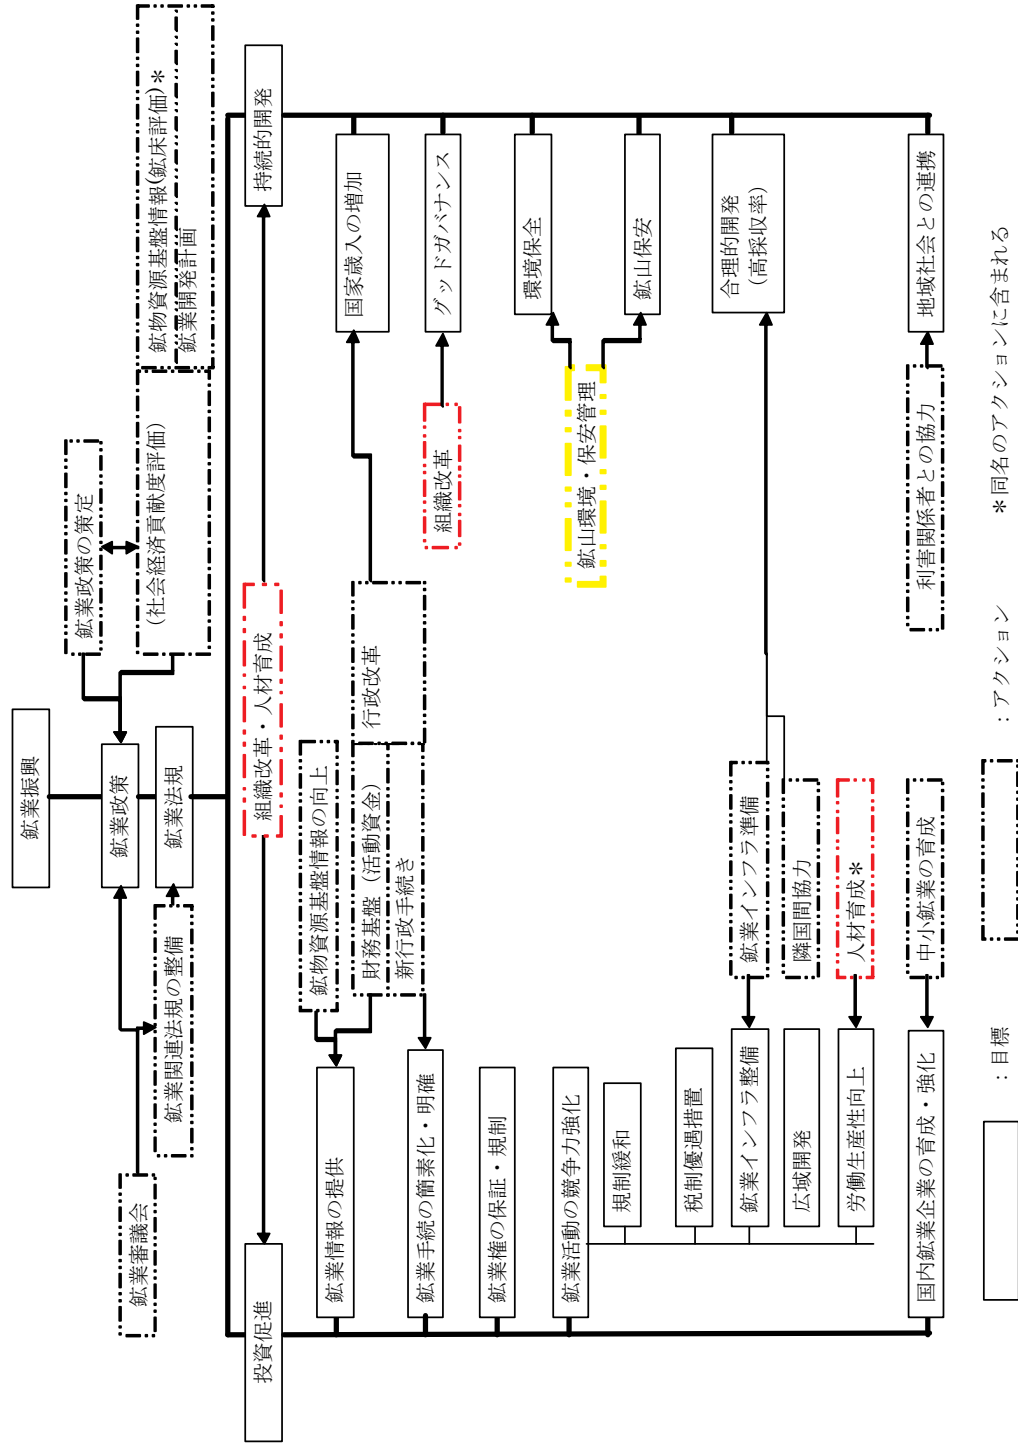 鉱業振興
鉱業審議会
鉱業政策
鉱業政策の策定
鉱業関連法規の整備
鉱業法規
(社会経済貢献度評価)
鉱物資源基盤情報(鉱床評価)*
鉱業開発計画
投資促進
組織改革・人材育成
持続的開発
鉱業情報の提供
鉱物資源基盤情報の向上
財務基盤（活動資金）
新行政手続き
行政改革
国家歳入の増加
鉱業手続の簡素化・明確
組織改革
グッドガバナンス
鉱業権の保証・規制
環境保全
鉱業活動の競争力強化
鉱山環境・保安管理
規制緩和
鉱山保安
税制優遇措置
鉱業インフラ整備
鉱業インフラ準備
合理的開発
(高採収率)
広域開発
隣国間協力
労働生産性向上
人材育成*
国内鉱業企業の育成・強化
中小鉱業の育成
利害関係者との協力
地域社会との連携
：目標
：アクション
*同名のアクションに含まれる